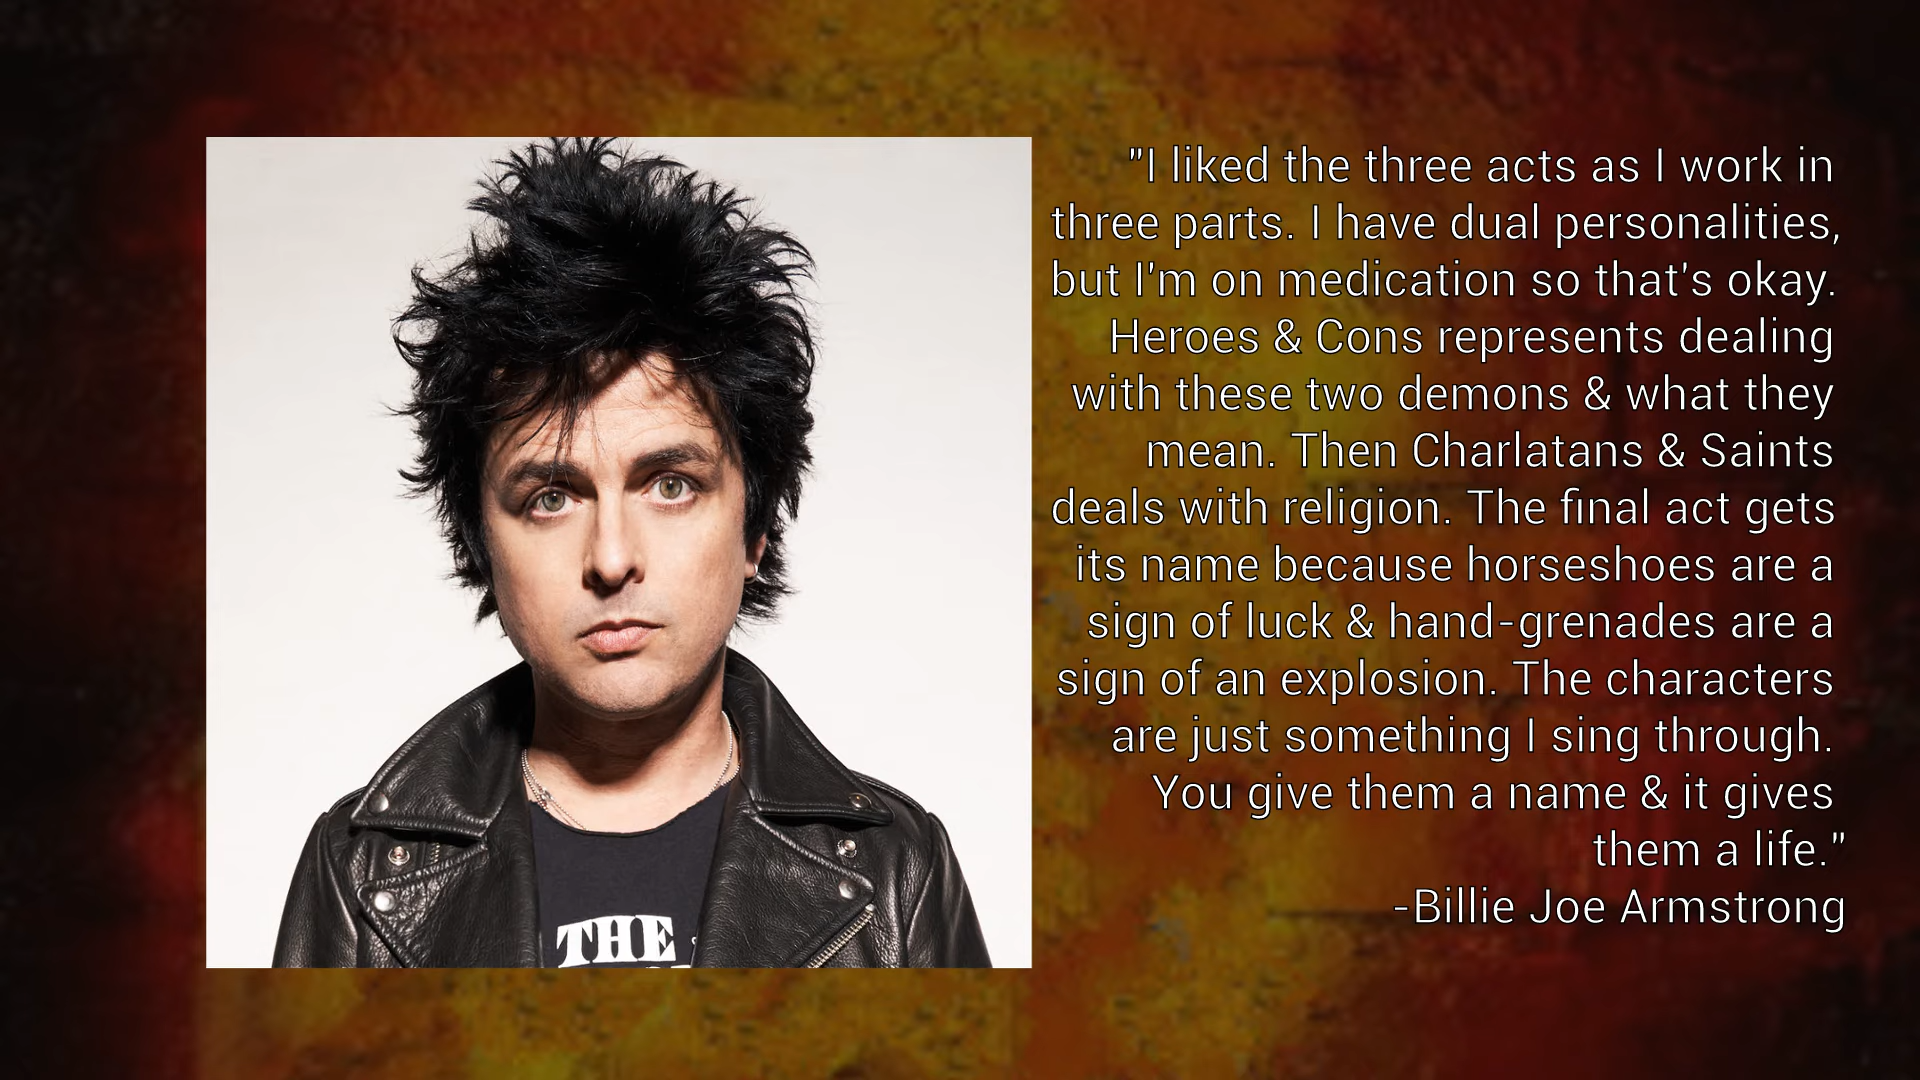 "I liked the three acts as I work in
three parts. I have dual personalities,
but I'm on medication so that's okay.
Heroes & Cons represents dealing
with these two demons & what they
mean. Then Charlatans & Saints
deals with religion. The final act gets
its name because horseshoes are a
sign of luck & hand-grenades are a
sign of an explosion. The characters
are just something I sing through.
You give them a name & it gives
them a life."
-Billie Joe Armstrong
THE